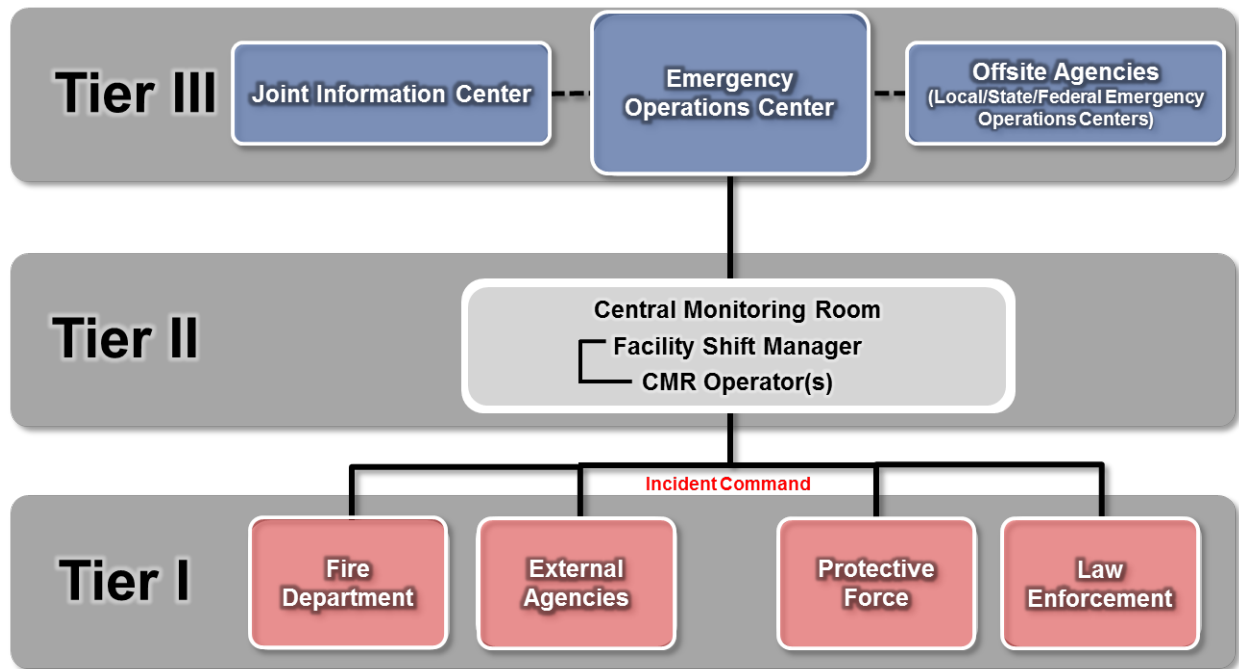 Tier III
Joint Information Center
Emergency
Operations Center
Offsite Agencies
(Local/State/Federal Emergency
Operations Centers)
Tier II
Central Monitoring Room
Facility Shift Manager
CMR Operator(s)
Incident Command
Tier I
Fire
Department
External
Agencies
Protective
Force
Law
Enforcement